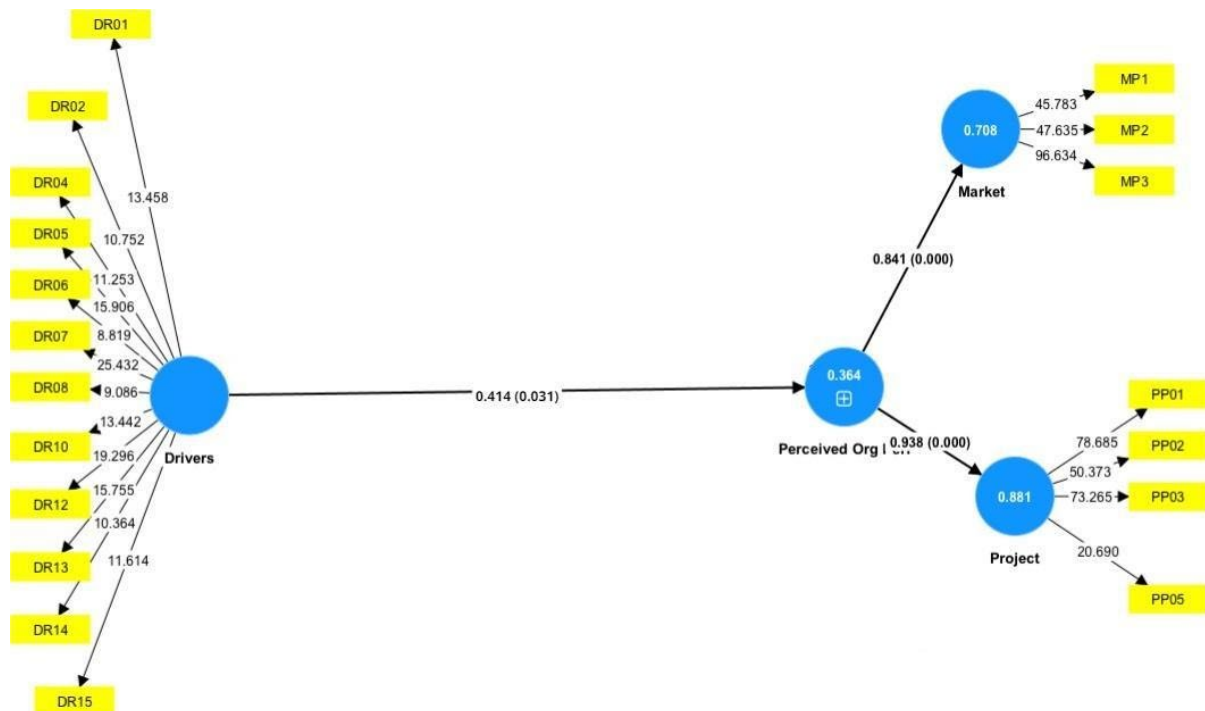 DR01
DR02
DR04
DR05
DR06
DR07
DR08
DR10
DR12
DR13
DR14
DR15
13.458
10.752
11.253
15.906
8.819
25.432
9.086
13.442
19.296
15.755
10.364
11.614
Drivers
0.414 (0.031)
0.364
Perceived Org
0.841 (0.000)
0.938 (0.000)
0.708
Market
45.783
47.635
96.634
MP1
MP2
MP3
0.881
Project
78.685
50.373
73.265
20.690
PP01
PP02
PP03
PP05